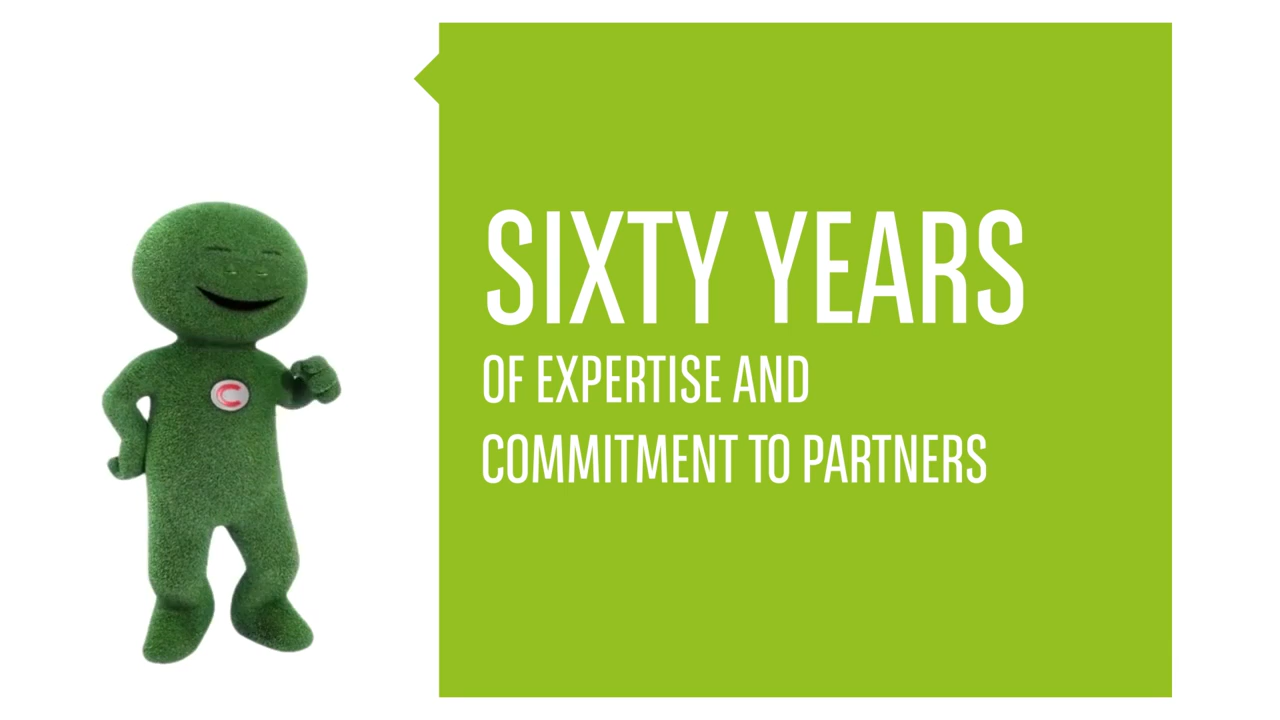 SIXTY YEARS
OF EXPERTISE AND
COMMITMENT TO PARTNERS
C